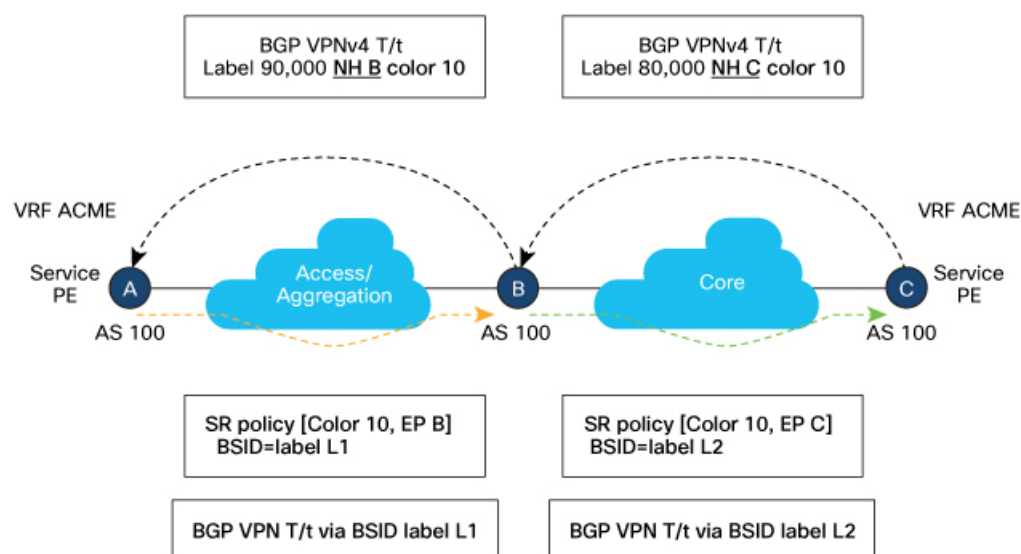 BGP VPNv4 T/t
Label 90,000 NH B color 10
BGP VPNv4 T/t
Label 80,000 NH C color 10
VRF ACME
VRF ACME
Service
PE
A
Access/
Aggregation
B
Core
C
Service
PE
AS 100
AS 100
AS 100
SR policy [Color 10, EP B]
BSID=label L1
SR policy [Color 10, EP C]
BSID=label L2
BGP VPN T/t via BSID label L1
BGP VPN T/t via BSID label L2